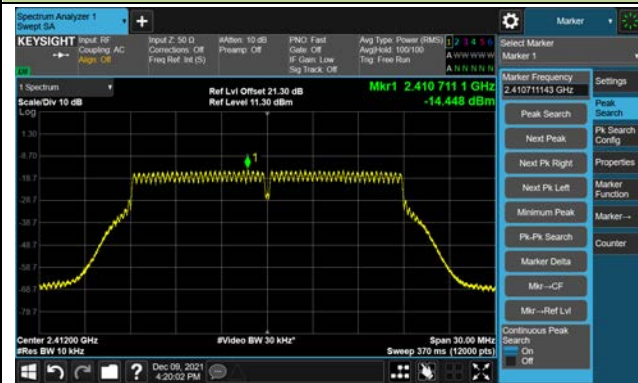 Spectrum Analyzer 1
Swept SA
Marker
KEYSIGHT
Input: RF
Coupling: AC
Align: Off
Input Z: 50 Ω
Corrections: Off
Freq Ref: Int (S)
#Atten: 10 dB
Preamp: Off
PNO: Fast
Gate: Off
IF Gain: Low
Sig Track: Off
Avg Type: Power (RMS)
Avg|Hold: 100/100
Trig: Free Run
1 2 3 4 5 6
A W W W W W
A N N N N N
Select Marker
Marker 1
1 Spectrum
Scale/Div 10 dB
Log
Ref Lvl Offset 21.30 dB
Ref Level 11.30 dBm
Mkr1 2.410 711 1 GHz
-14.448 dBm
1.30
-8.70
-18.7
-28.7
-38.7
-48.7
-58.7
-68.7
-78.7
1
Center 2.41200 GHz
#Res BW 10 kHz
#Video BW 30 kHz*
Span 30.00 MHz
Sweep 370 ms (12000 pts)
Marker Frequency
2.410711143 GHz
Peak Search
Next Peak
Next Pk Right
Next Pk Left
Minimum Peak
Pk-Pk Search
Marker Delta
Mkr→CF
Mkr→Ref Lvl
Continuous Peak
Search
On
Off
Settings
Peak
Search
Pk Search
Config
Properties
Marker
Function
Marker→
Counter
Dec 09, 2021
4:20:02 PM